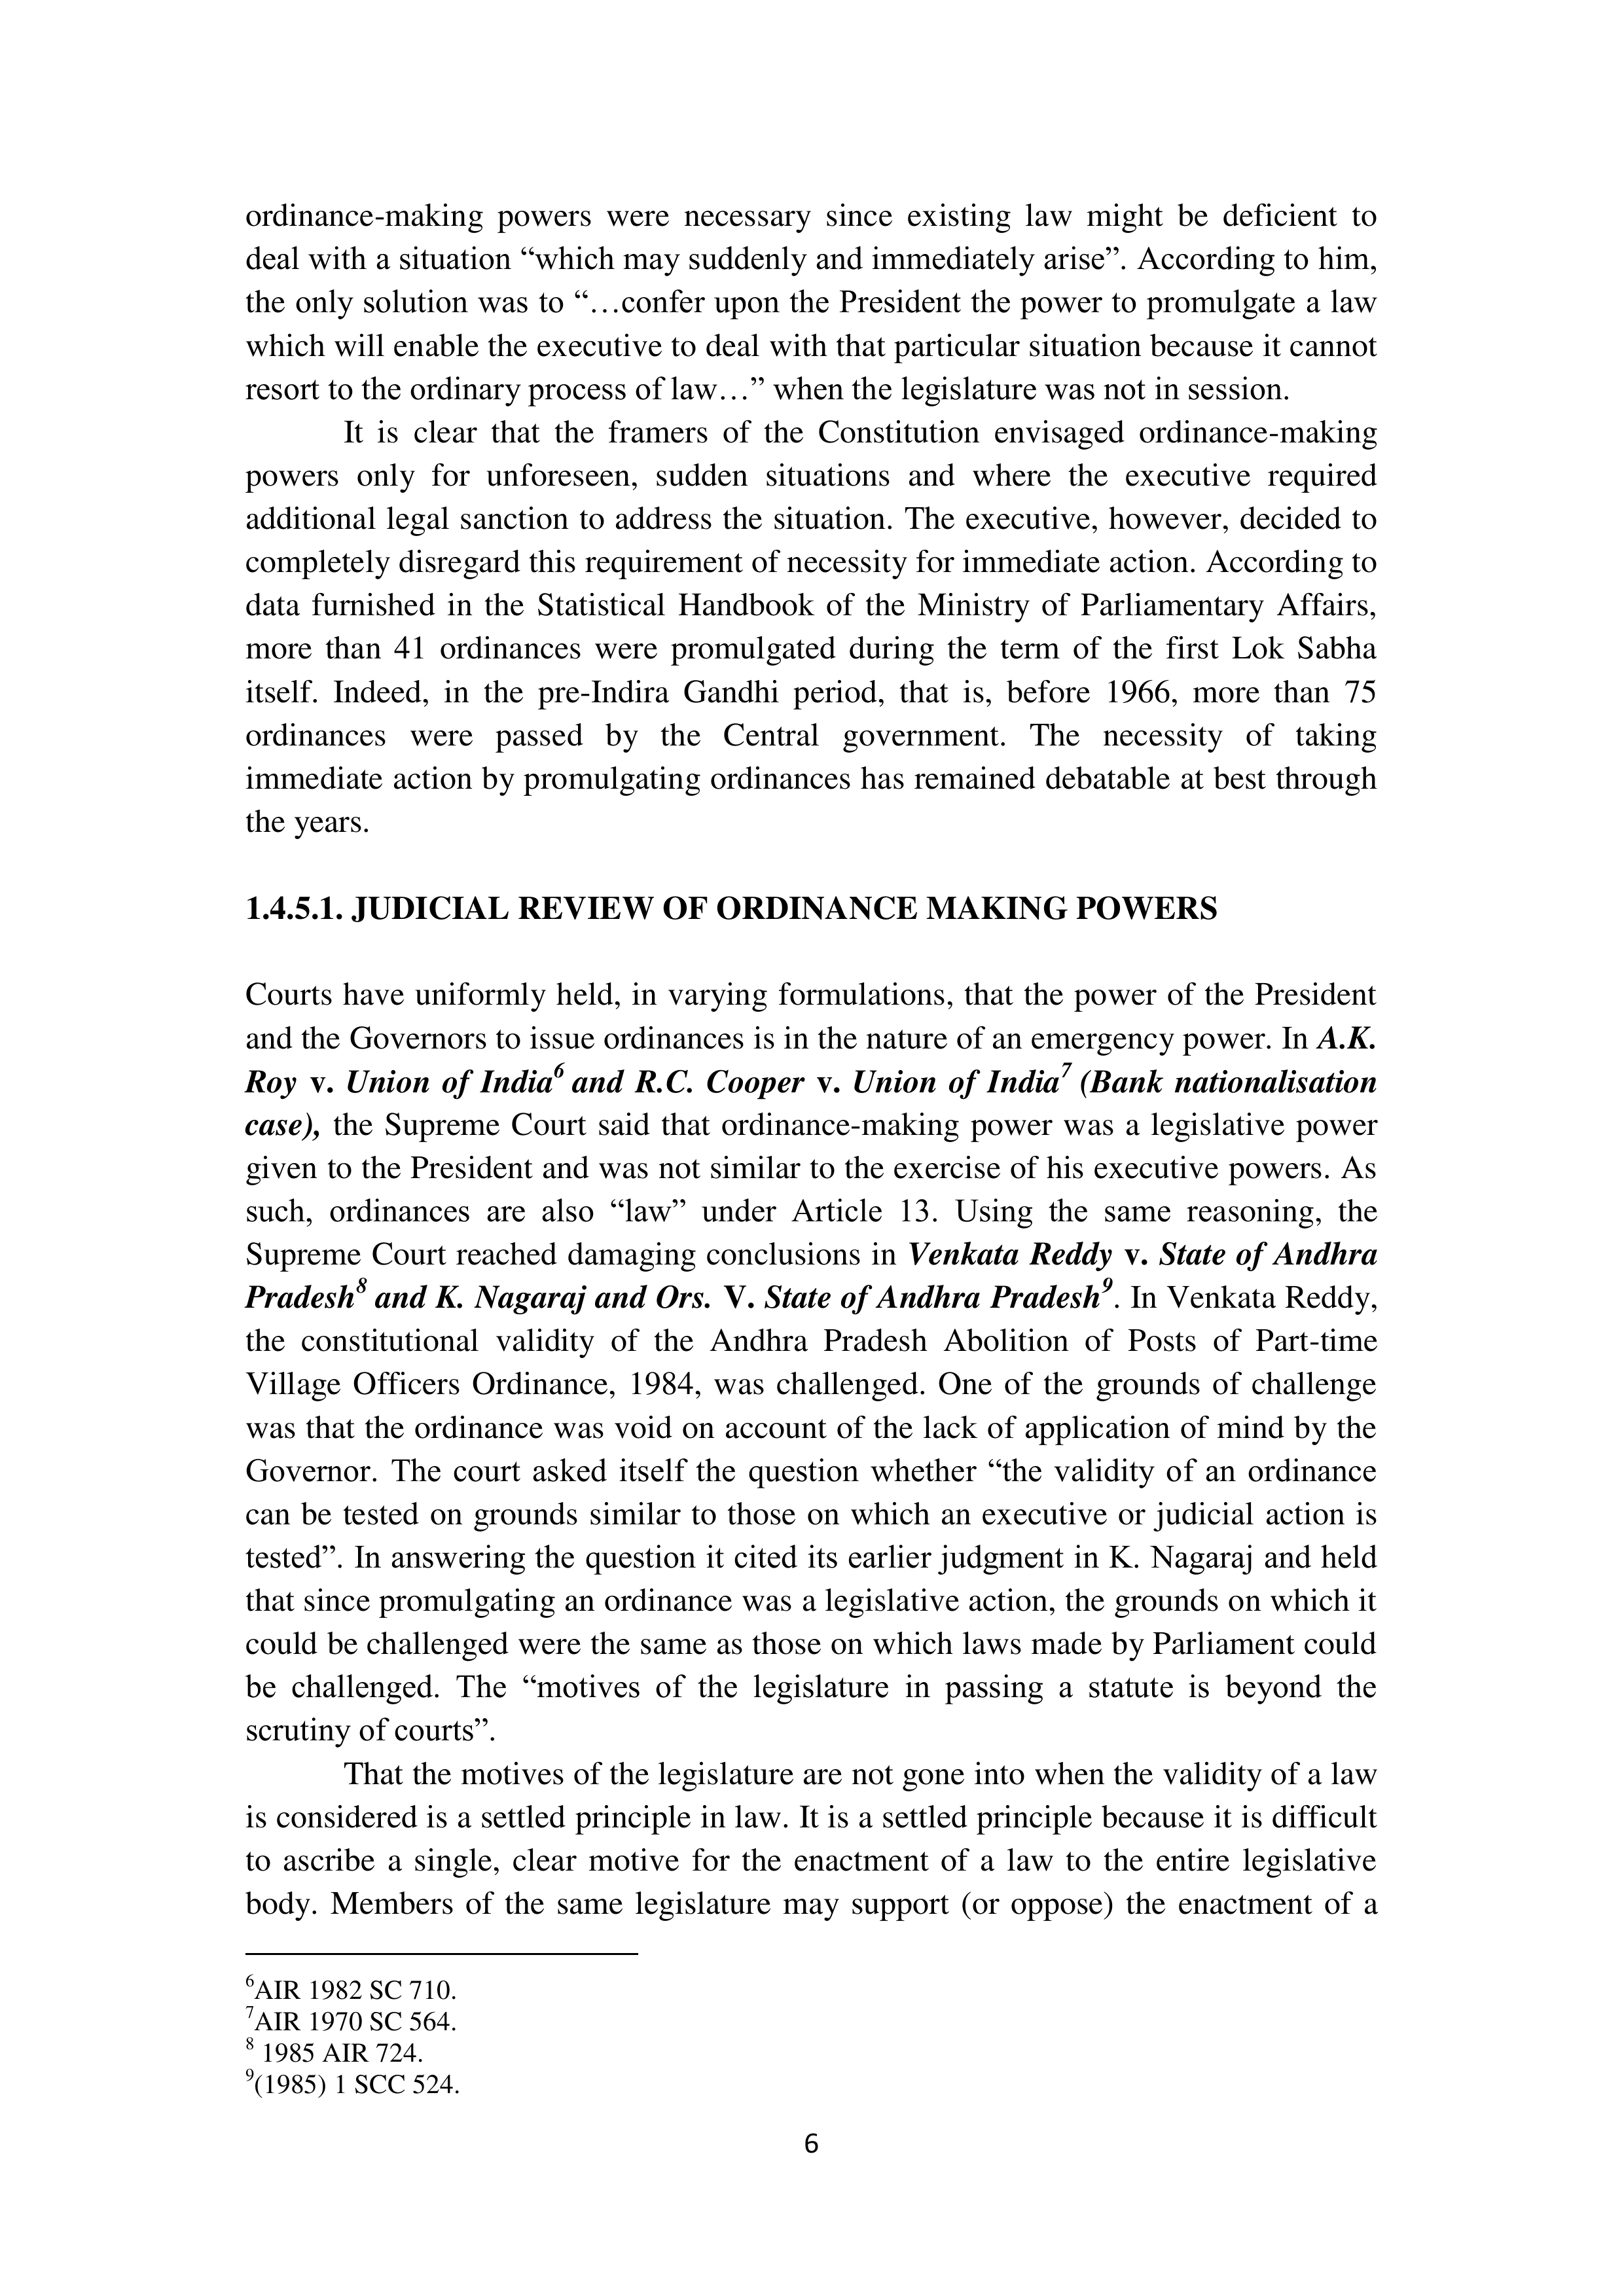 ordinance-making powers were necessary since existing law might be deficient to
deal with a situation “which may suddenly and immediately arise”. According to him,
the only solution was to “…confer upon the President the power to promulgate a law
which will enable the executive to deal with that particular situation because it cannot
resort to the ordinary process of law…” when the legislature was not in session.
It is clear that the framers of the Constitution envisaged ordinance-making
powers only for unforeseen, sudden situations and where the executive required
additional legal sanction to address the situation. The executive, however, decided to
completely disregard this requirement of necessity for immediate action. According to
data furnished in the Statistical Handbook of the Ministry of Parliamentary Affairs,
more than 41 ordinances were promulgated during the term of the first Lok Sabha
itself. Indeed, in the pre-Indira Gandhi period, that is, before 1966, more than 75
ordinances were passed by the Central government. The necessity of taking
immediate action by promulgating ordinances has remained debatable at best through
the years.
1.4.5.1. JUDICIAL REVIEW OF ORDINANCE MAKING POWERS
Courts have uniformly held, in varying formulations, that the power of the President
and the Governors to issue ordinances is in the nature of an emergency power. In A.K.
Roy v. Union of India6 and R.C. Cooper v. Union of India7 (Bank nationalisation
case), the Supreme Court said that ordinance-making power was a legislative power
given to the President and was not similar to the exercise of his executive powers. As
such, ordinances are also “law” under Article 13. Using the same reasoning, the
Supreme Court reached damaging conclusions in Venkata Reddy v. State of Andhra
Pradesh8 and K. Nagaraj and Ors. V. State of Andhra Pradesh9. In Venkata Reddy,
the constitutional validity of the Andhra Pradesh Abolition of Posts of Part-time
Village Officers Ordinance, 1984, was challenged. One of the grounds of challenge
was that the ordinance was void on account of the lack of application of mind by the
Governor. The court asked itself the question whether “the validity of an ordinance
can be tested on grounds similar to those on which an executive or judicial action is
tested”. In answering the question it cited its earlier judgment in K. Nagaraj and held
that since promulgating an ordinance was a legislative action, the grounds on which it
could be challenged were the same as those on which laws made by Parliament could
be challenged. The “motives of the legislature in passing a statute is beyond the
scrutiny of courts”.
That the motives of the legislature are not gone into when the validity of a law
is considered is a settled principle in law. It is a settled principle because it is difficult
to ascribe a single, clear motive for the enactment of a law to the entire legislative
body. Members of the same legislature may support (or oppose) the enactment of a
6AIR 1982 SC 710.
7AIR 1970 SC 564.
8 1985 AIR 724.
9(1985) 1 SCC 524.
6